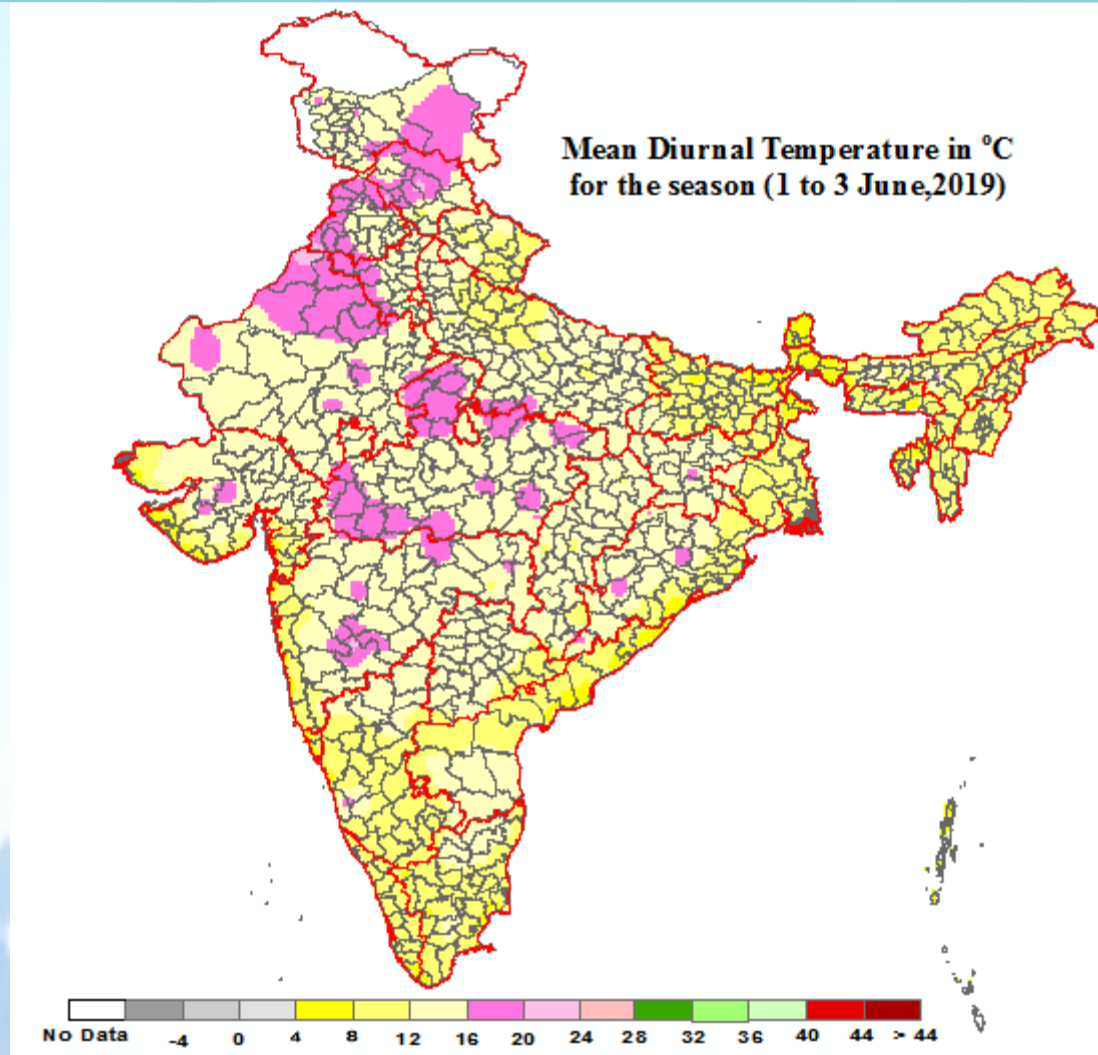 Mean Diurnal Temperature in °C
for the season (1 to 3 June,2019)
No Data -4 0 4 8 12 16 20 24 28 32 36 40 44 > 44